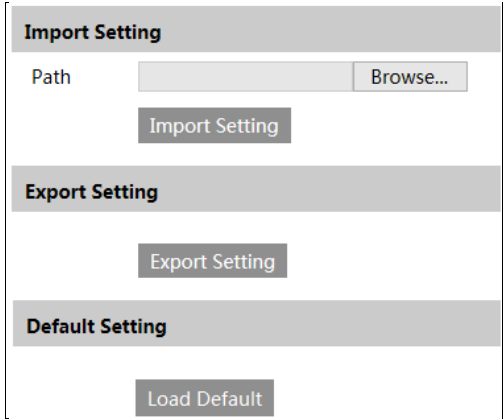 Import Setting
Path Browse...
Import Setting
Export Setting
Export Setting
Default Setting
Load Default